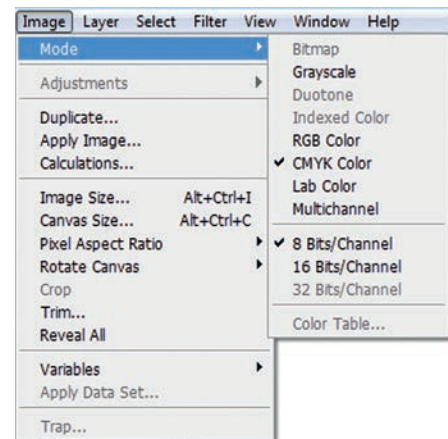 Image Layer Select Filter View Window Help
Mode
Adjustments
Duplicate...
Apply Image...
Calculations...
Image Size... Alt+Ctrl+I
Canvas Size... Alt+Ctrl+C
Pixel Aspect Ratio
Rotate Canvas
Crop
Trim...
Reveal All
Variables
Apply Data Set...
Trap...
Bitmap
Grayscale
Duotone
Indexed Color
RGB Color
CMYK Color
Lab Color
Multichannel
8 Bits/Channel
16 Bits/Channel
32 Bits/Channel
Color Table...